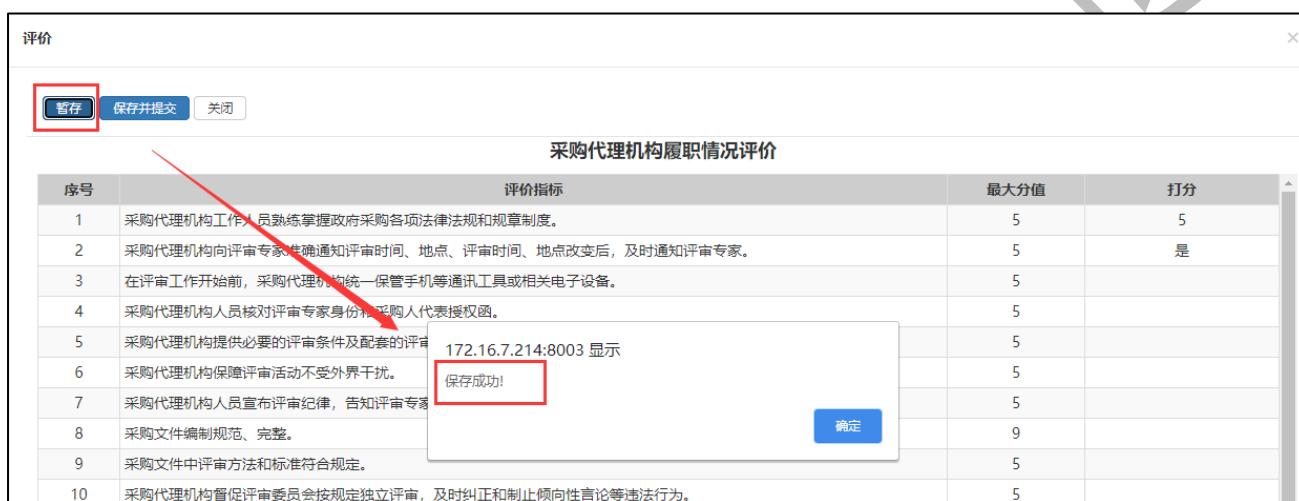 评价
暂存 保存并提交 关闭
采购代理机构履职情况评价
序号 评价指标 最大分值 打分
1 采购代理机构工作人员熟练掌握政府采购各项法律法规和规章制度。 5 5
2 采购代理机构向评审专家准确通知评审时间、地点、评审时间、地点改变后，及时通知评审专家。 5 是
3 在评审工作开始前，采购代理机构统一保管手机等通讯工具或相关电子设备。 5
4 采购代理机构人员核对评审专家身份和采购人代表授权函。 5
5 采购代理机构提供必要的评审条件及配套的评审 5
172.16.7.214:8003 显示
6 采购代理机构保障评审活动不受外界干扰。 5
保存成功!
7 采购代理机构人员宣布评审纪律，告知评审专家 5
确定
8 采购文件编制规范、完整。 9
9 采购文件中评审方法和标准符合规定。 5
10 采购代理机构督促评审委员会按规定独立评审，及时纠正和制止倾向性言论等违法行为。 5